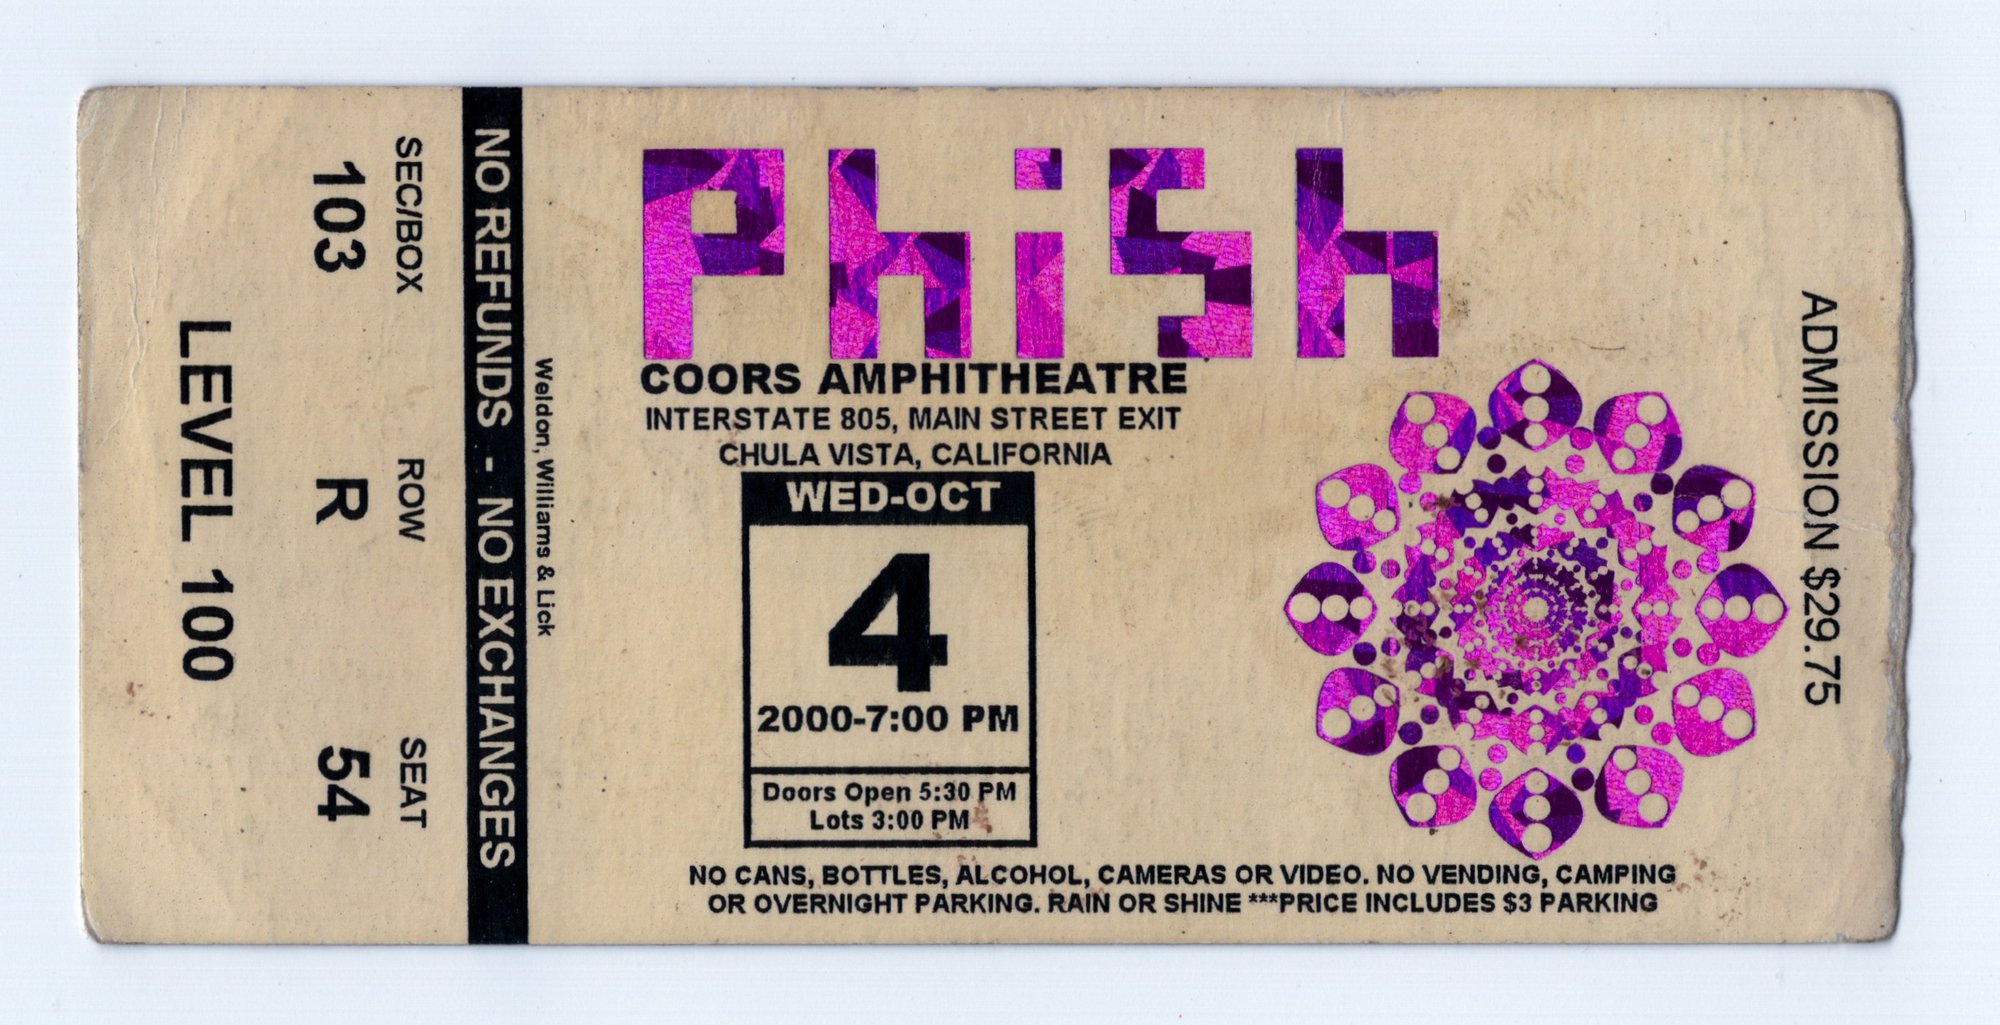 Phish
COORS AMPHITHEATRE
INTERSTATE 805, MAIN STREET EXIT
CHULA VISTA, CALIFORNIA
WED-OCT
4
2000-7:00 PM
Doors Open 5:30 PM
Lots 3:00 PM
NO CANS, BOTTLES, ALCOHOL, CAMERAS OR VIDEO. NO VENDING, CAMPING
OR OVERNIGHT PARKING. RAIN OR SHINE ***PRICE INCLUDES $3 PARKING
ADMISSION $29.75
Weldon, Williams & Lick
NO REFUNDS - NO EXCHANGES
SEC/BOX ROW SEAT
103 R 54
LEVEL 100